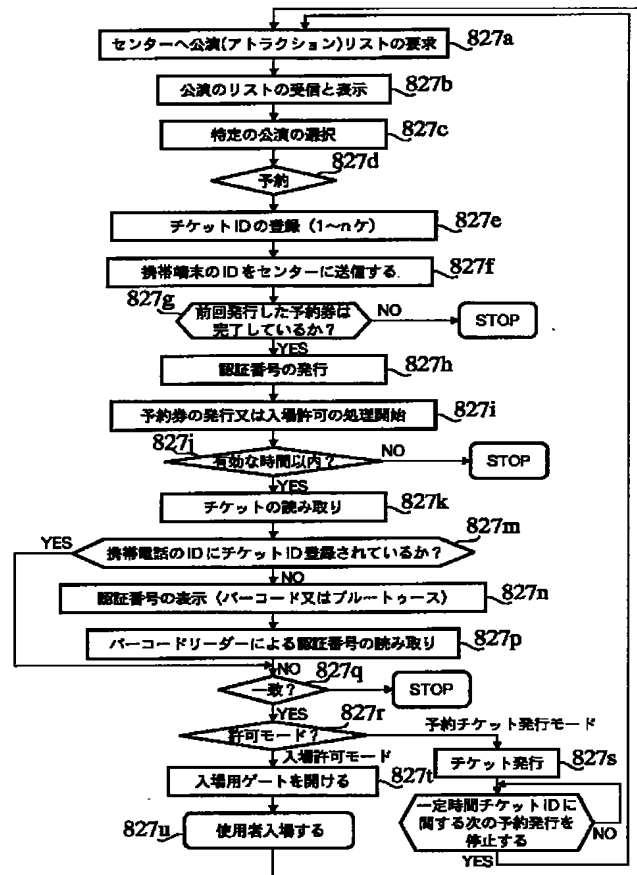 センターへ公演(アトラクション)リストの要求
827a
公演のリストの受信と表示
827b
特定の公演の選択
827c
予約
827d
チケットIDの登録（1～nケ）
827e
携帯端末のIDをセンターに送信する.
827f
827g
前回発行した予約券は
完了しているか？
NO
STOP
YES
認証番号の発行
827h
予約券の発行又は入場許可の処理開始
827i
827j
有効な時間以内？
NO
STOP
YES
チケットの読み取り
827k
827m
YES
携帯電話のIDにチケットID登録されているか？
NO
認証番号の表示（バーコード又はブルートゥース）
827n
バーコードリーダーによる認証番号の読み取り
827p
NO
827q
一致？
STOP
YES
827r
許可モード？
予約チケット発行モード
入場許可モード
チケット発行
827s
入場用ゲートを開ける
827t
一定時間チケットIDに
関する次の予約発行を
停止する
NO
YES
827u
使用者入場する